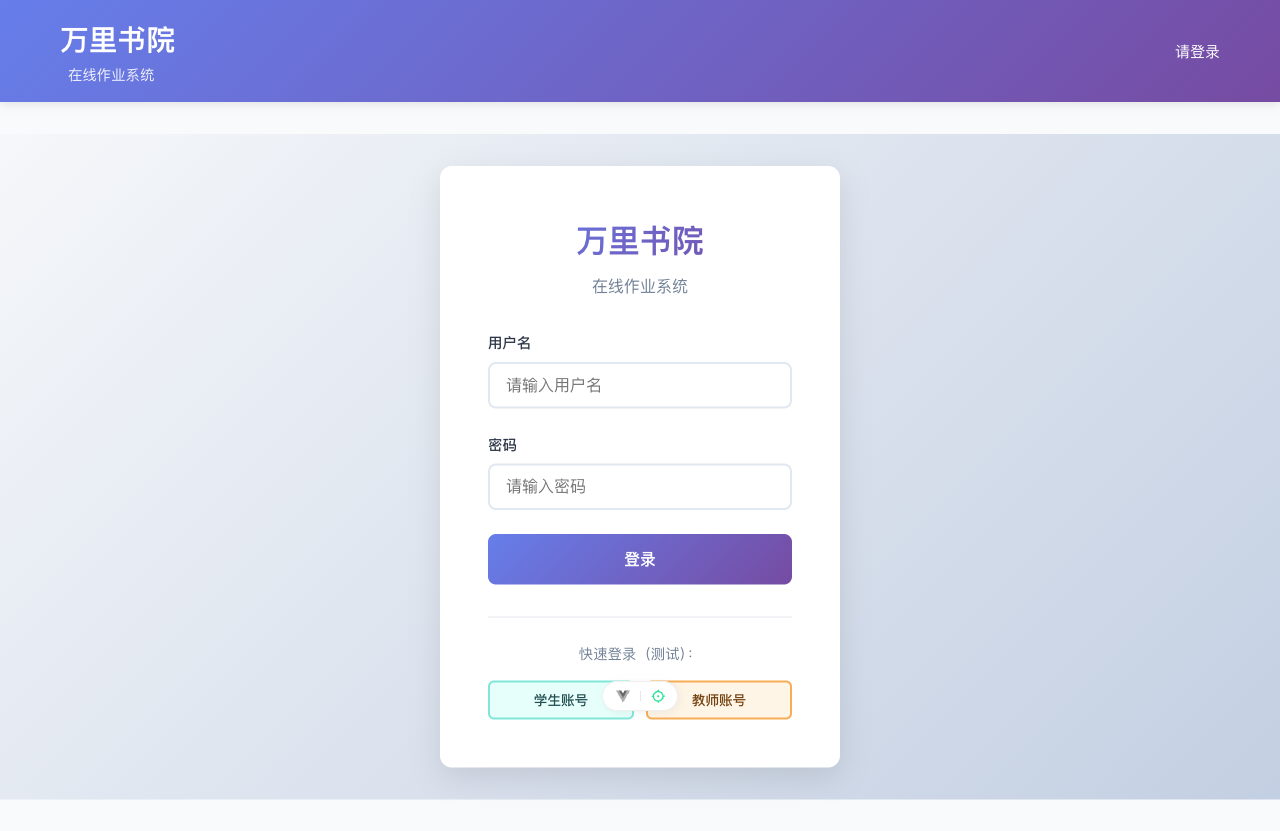 万里书院
在线作业系统
请登录
万里书院
在线作业系统
用户名
请输入用户名
密码
请输入密码
登录
快速登录（测试）：
学生账号
教师账号